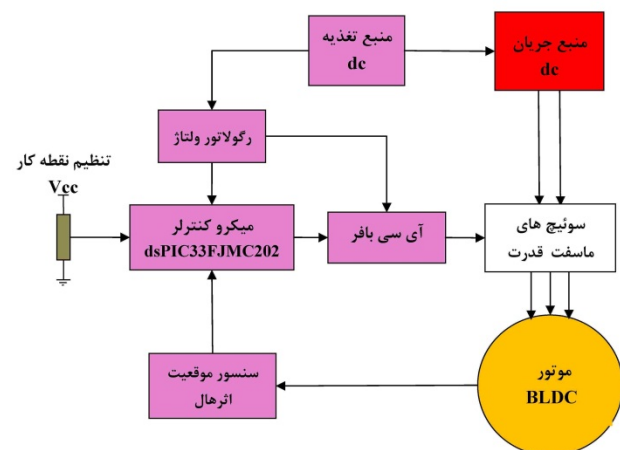 منبع تغذیه
dc
منبع جریان
dc
رگولاتور ولتاژ
تنظیم نقطه کار
Vcc
میکرو کنترلر
dsPIC33FJMC202
آی سی بافر
سوئیچ های
ماسفت قدرت
سنسور موقعیت
اثرهال
موتور
BLDC